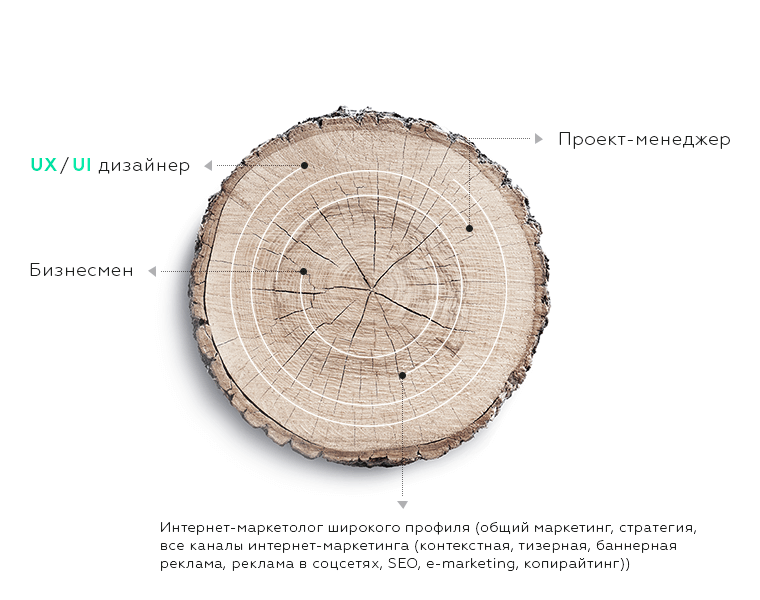 Проект-менеджер
UX/UI дизайнер
Бизнесмен
Интернет-маркетолог широкого профиля (общий маркетинг, стратегия,
все каналы интернет-маркетинга (контекстная, тизерная, баннерная
реклама, реклама в соцсетях, SEO, e-marketing, копирайтинг))